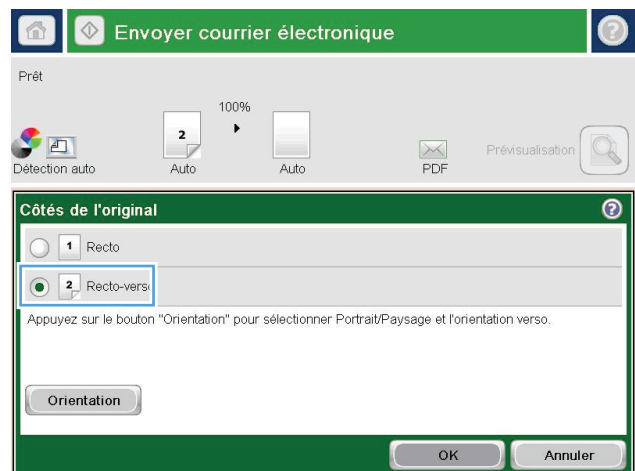 Envoyer courrier électronique
Prêt
100%
2
Détection auto
Auto
Auto
PDF
Prévisualisation
Côtés de l'original
1 Recto
2 Recto-vers
Appuyez sur le bouton "Orientation" pour sélectionner Portrait/Paysage et l'orientation verso.
Orientation
OK
Annuler